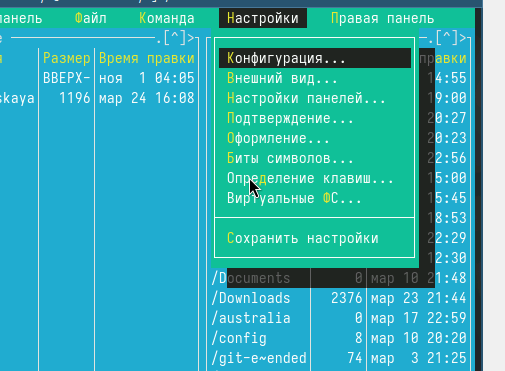 панель Файл Команда Настройки Правая панель
.[^]> .[^]>
Размер Время правки Конфигурация... правки
ВВЕРХ- ноя 1 04:05 Внешний вид... 14:55
skaya 1196 мар 24 16:08 Настройки панелей... 19:00
Подтверждение... 20:27
Оформление... 20:23
Биты символов... 22:56
Определение клавиш... 15:00
Виртуальные ФС... 15:45
18:53
Сохранить настройки 22:29
12:30
/Documents 0 мар 10 21:48
/Downloads 2376 мар 23 21:44
/australia 0 мар 17 22:59
/config 8 мар 10 20:20
/git-e~ended 74 мар 3 21:25